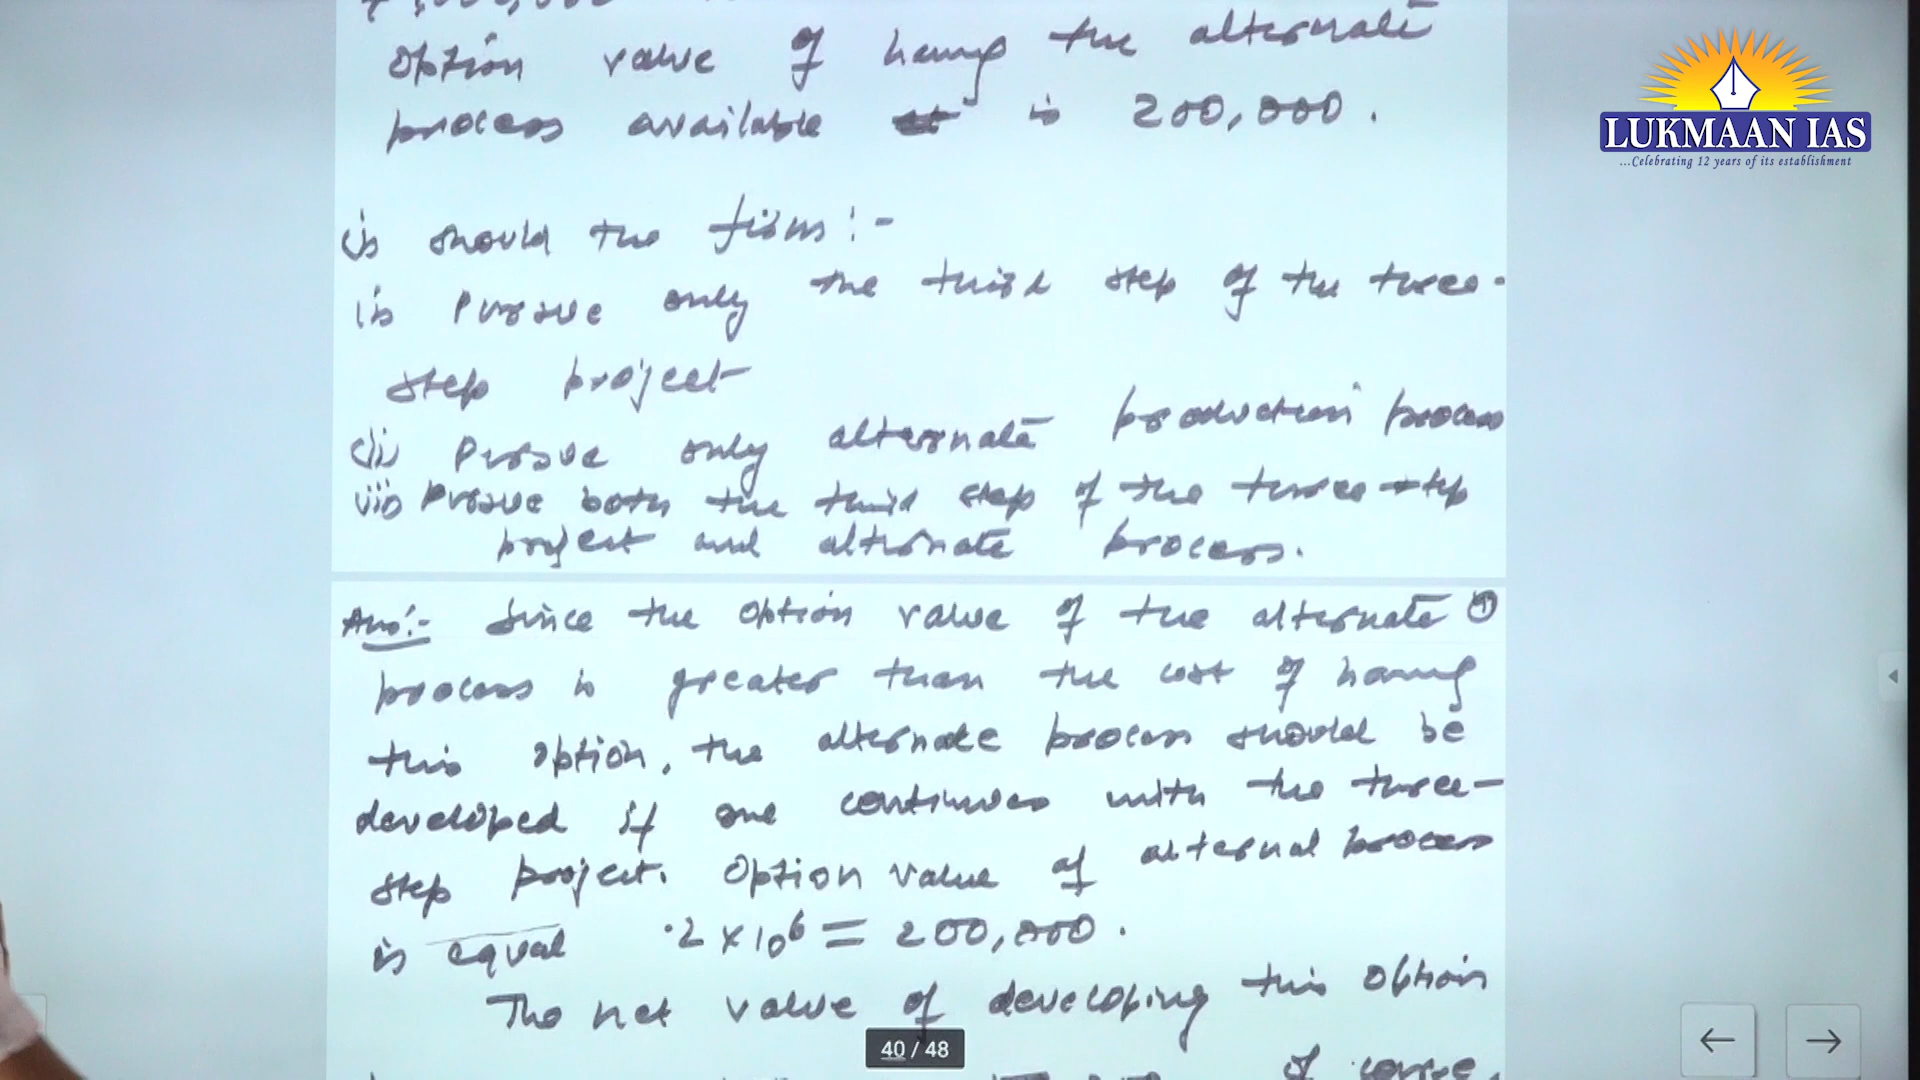 option value of having the alternate
process available is 200,000.
(i) should the firm:-
(i) Pursue only the third step of the three-
step project
(ii) Pursue only alternate production process
(iii) Pursue both the third step of the three step
project and alternate process.
Ans:- Since the option value of the alternate
process is greater than the cost of having
this option, the alternate process should be
developed if one continues with the three-
step project. Option value of alternal process
is equal .2 x 10^6 = 200,000.
The net value of developing this option
of course,
LUKMAAN IAS
...Celebrating 12 years of its establishment
40 / 48